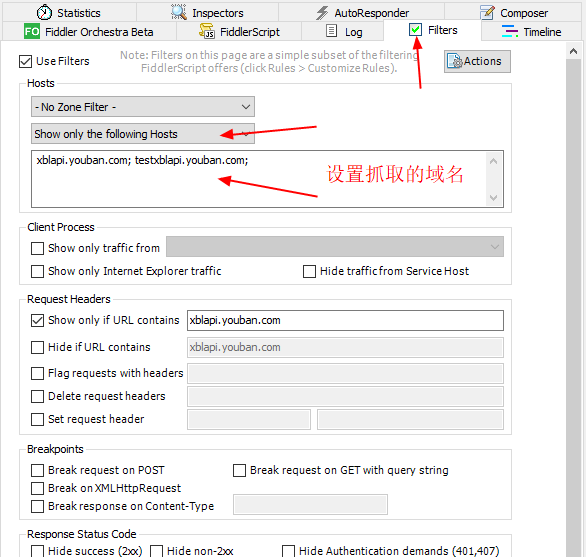 Statistics
Inspectors
AutoResponder
Composer
FO Fiddler Orchestra Beta
FiddlerScript
Log
Filters
Timeline
Use Filters
Note: Filters on this page are a simple subset of the filtering
FiddlerScript offers (click Rules > Customize Rules).
Actions
Hosts
- No Zone Filter -
Show only the following Hosts
xblapi.youban.com; testxblapi.youban.com;
设置抓取的域名
Client Process
Show only traffic from
Show only Internet Explorer traffic
Hide traffic from Service Host
Request Headers
Show only if URL contains
xblapi.youban.com
Hide if URL contains
xblapi.youban.com
Flag requests with headers
Delete request headers
Set request header
Breakpoints
Break request on POST
Break request on GET with query string
Break on XMLHttpRequest
Break response on Content-Type
Response Status Code
Hide success (2xx)
Hide non-2xx
Hide Authentication demands (401,407)